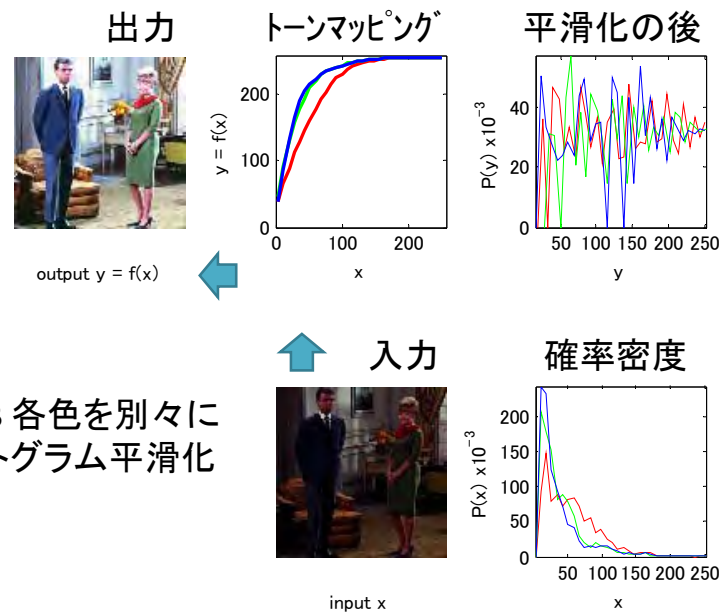 出力
トーンマッピング
平滑化の後
y = f(x)
200
100
0
0
100
200
x
P(y) x10-3
40
20
0
50 100 150 200 250
y
output y = f(x)
入力
確率密度
各色を別々に
グラム平滑化
P(x) x10-3
200
150
100
50
0
50 100 150 200 250
x
input x